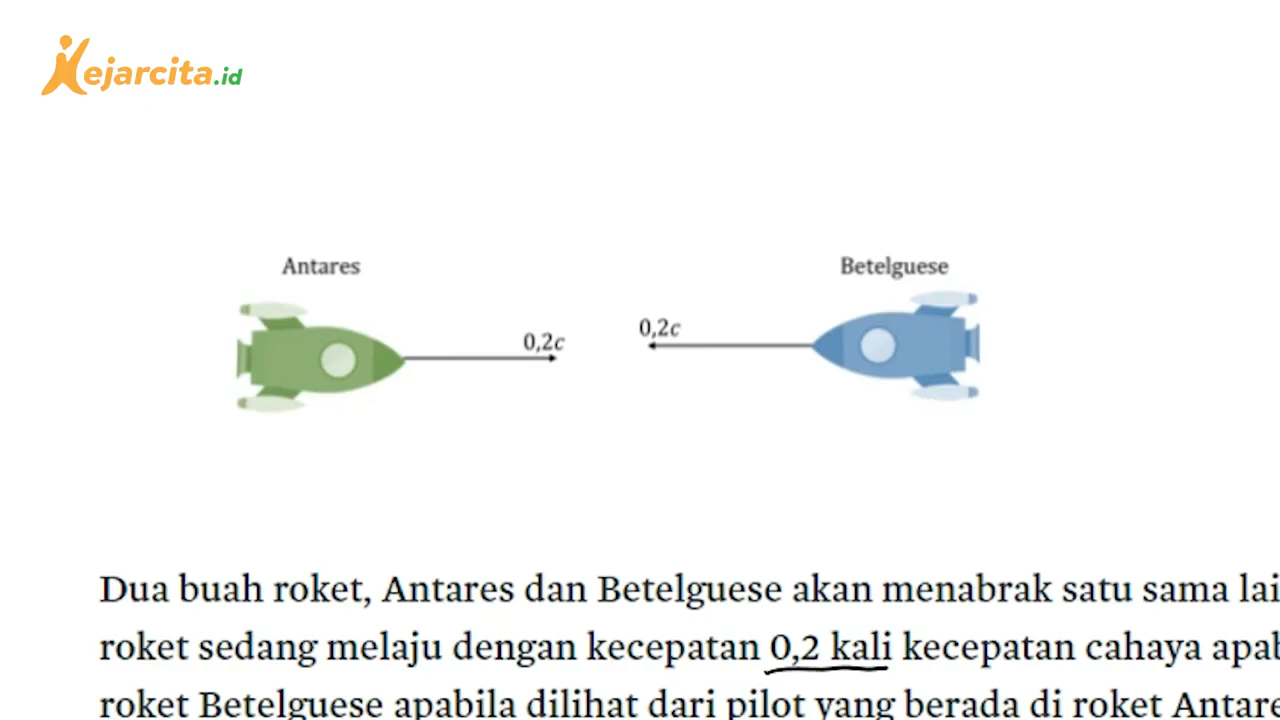 Kejarcita.id
Antares
Betelguese
0,2c
0,2c
Dua buah roket, Antares dan Betelguese akan menabrak satu sama lai
roket sedang melaju dengan kecepatan 0,2 kali kecepatan cahaya apab
roket Betelguese apabila dilihat dari pilot yang berada di roket Antare